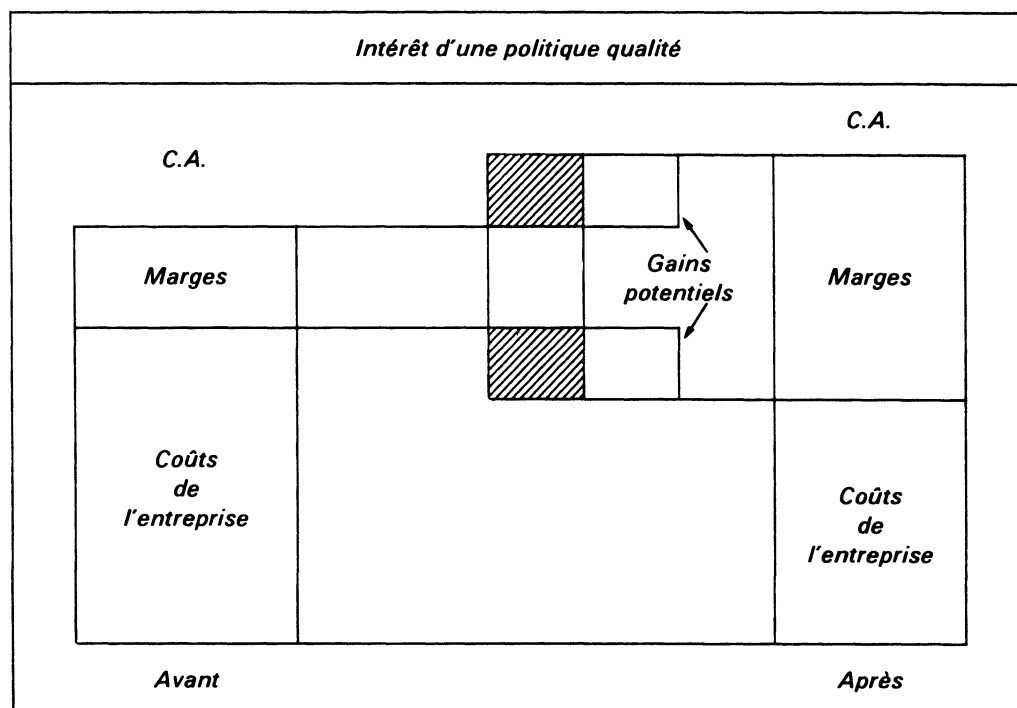 Intérêt d'une politique qualité
C.A.
C.A.
Marges
Gains
potentiels
Marges
Coûts
de
l'entreprise
Coûts
de
l'entreprise
Avant
Après